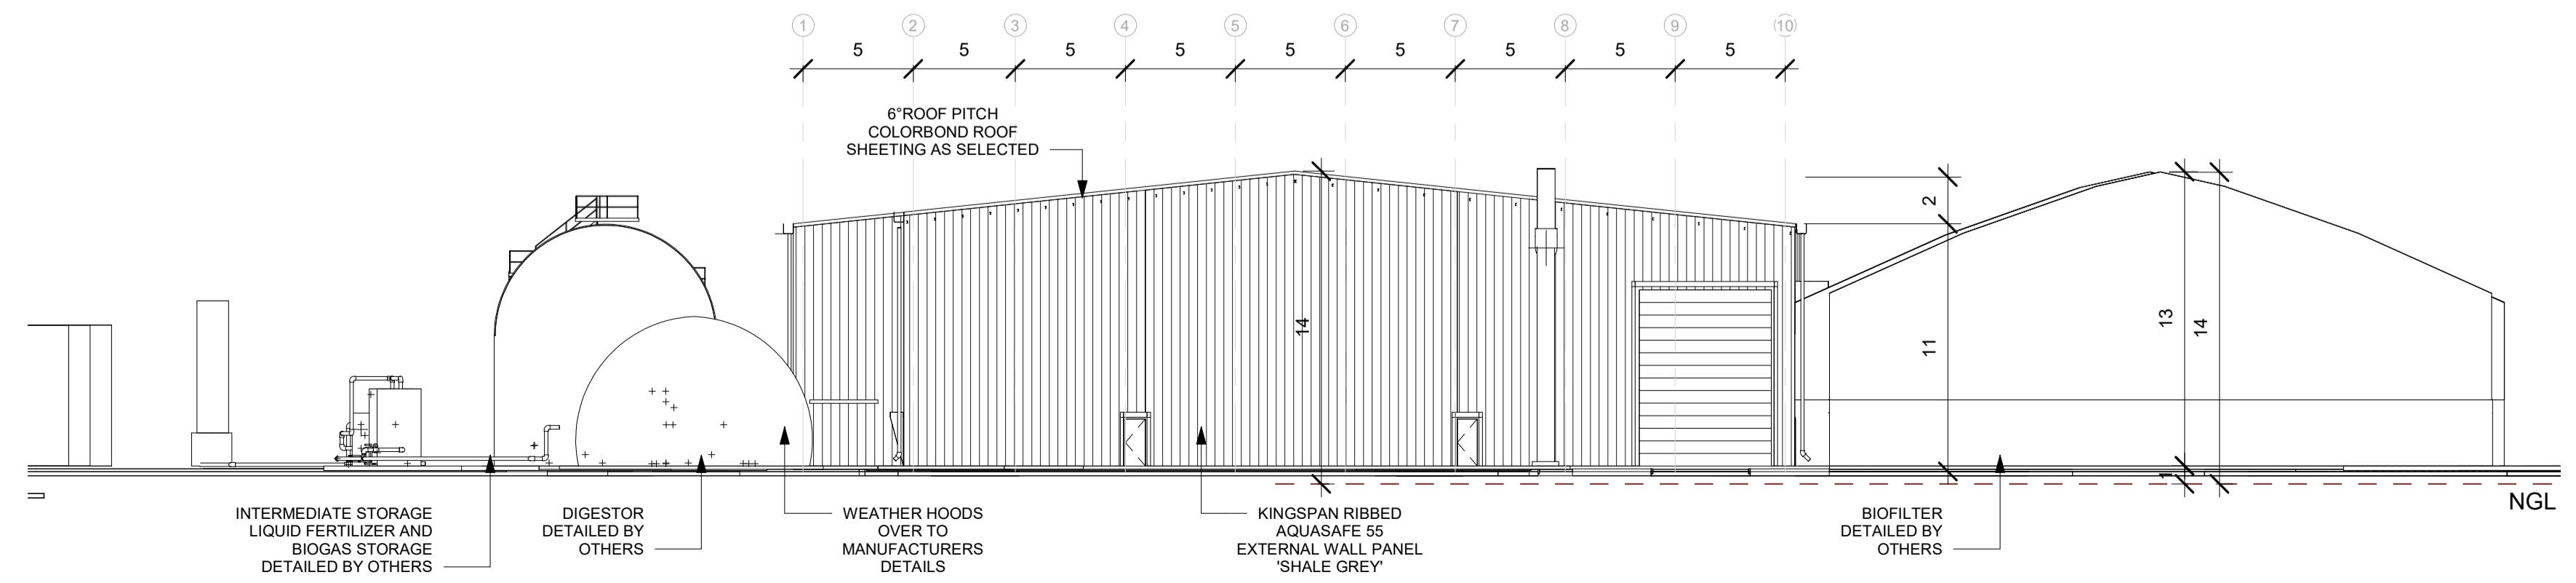 1 2 3 4 5 6 7 8 9 10
5 5 5 5 5 5 5 5 5
6°ROOF PITCH
COLORBOND ROOF
SHEETING AS SELECTED
2
14
11
13
14
1
NGL
INTERMEDIATE STORAGE
LIQUID FERTILIZER AND
BIOGAS STORAGE
DETAILED BY OTHERS
DIGESTOR
DETAILED BY
OTHERS
WEATHER HOODS
OVER TO
MANUFACTURERS
DETAILS
KINGSPAN RIBBED
AQUASAFE 55
EXTERNAL WALL PANEL
'SHALE GREY'
BIOFILTER
DETAILED BY
OTHERS